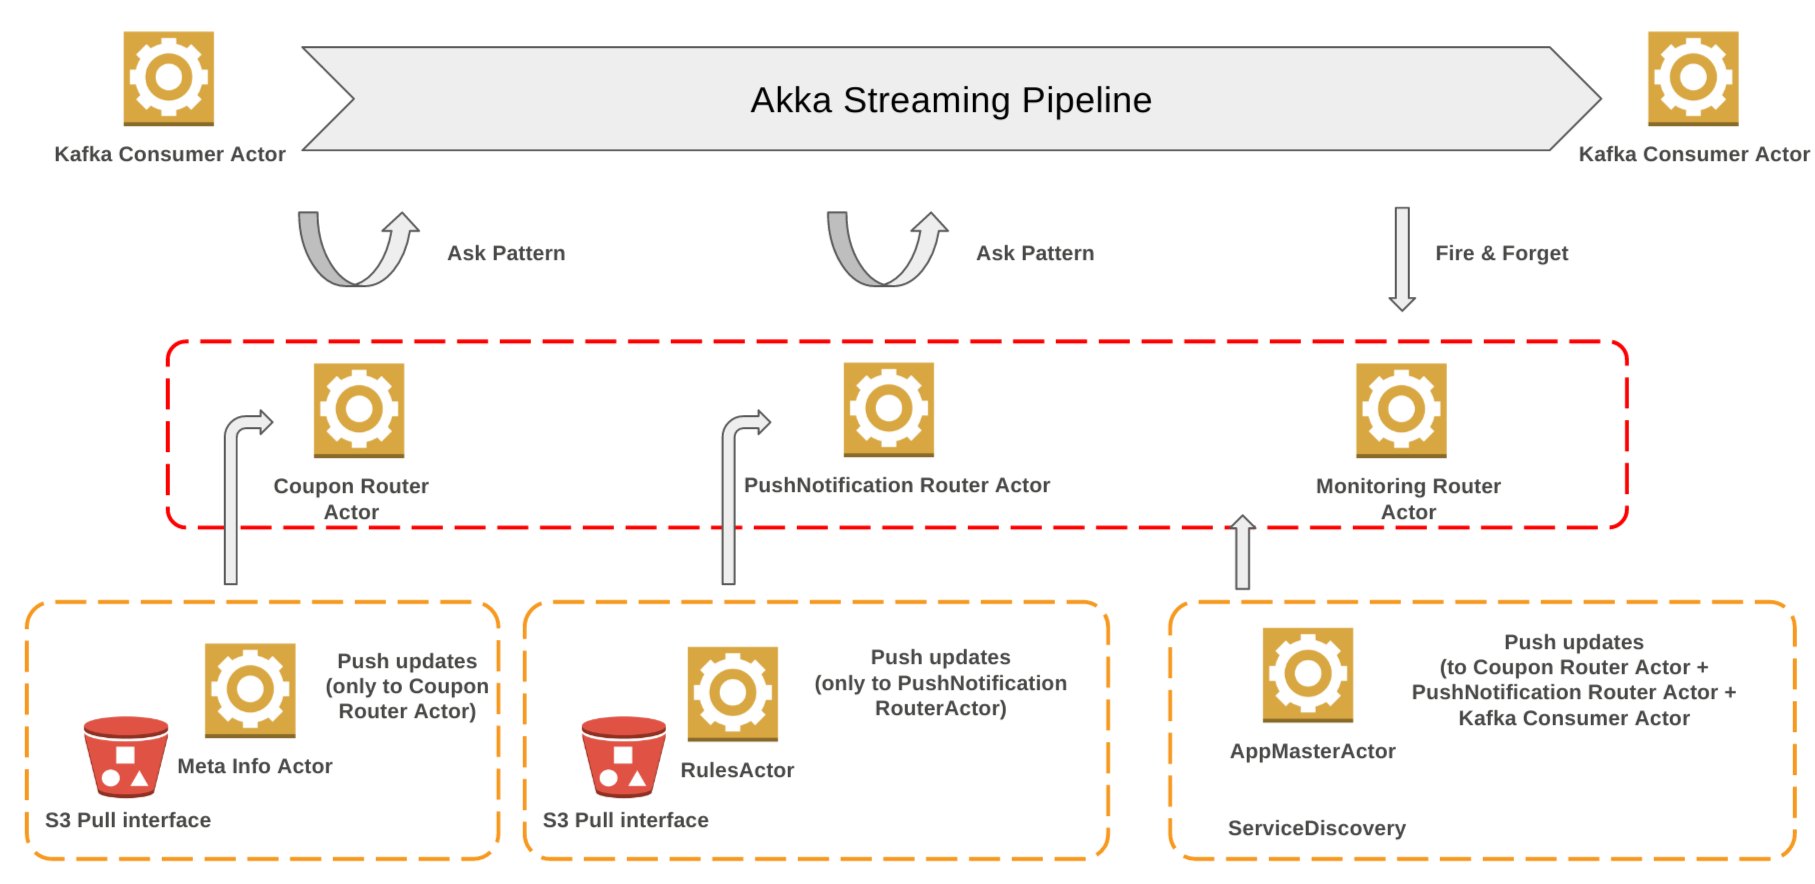 Akka Streaming Pipeline
Kafka Consumer Actor
Kafka Consumer Actor
Ask Pattern
Ask Pattern
Fire & Forget
Coupon Router
Actor
PushNotification Router Actor
Monitoring Router
Actor
Push updates
(only to Coupon
Router Actor)
Meta Info Actor
S3 Pull interface
Push updates
(only to PushNotification
RouterActor)
RulesActor
S3 Pull interface
Push updates
(to Coupon Router Actor +
PushNotification Router Actor +
Kafka Consumer Actor
AppMasterActor
ServiceDiscovery